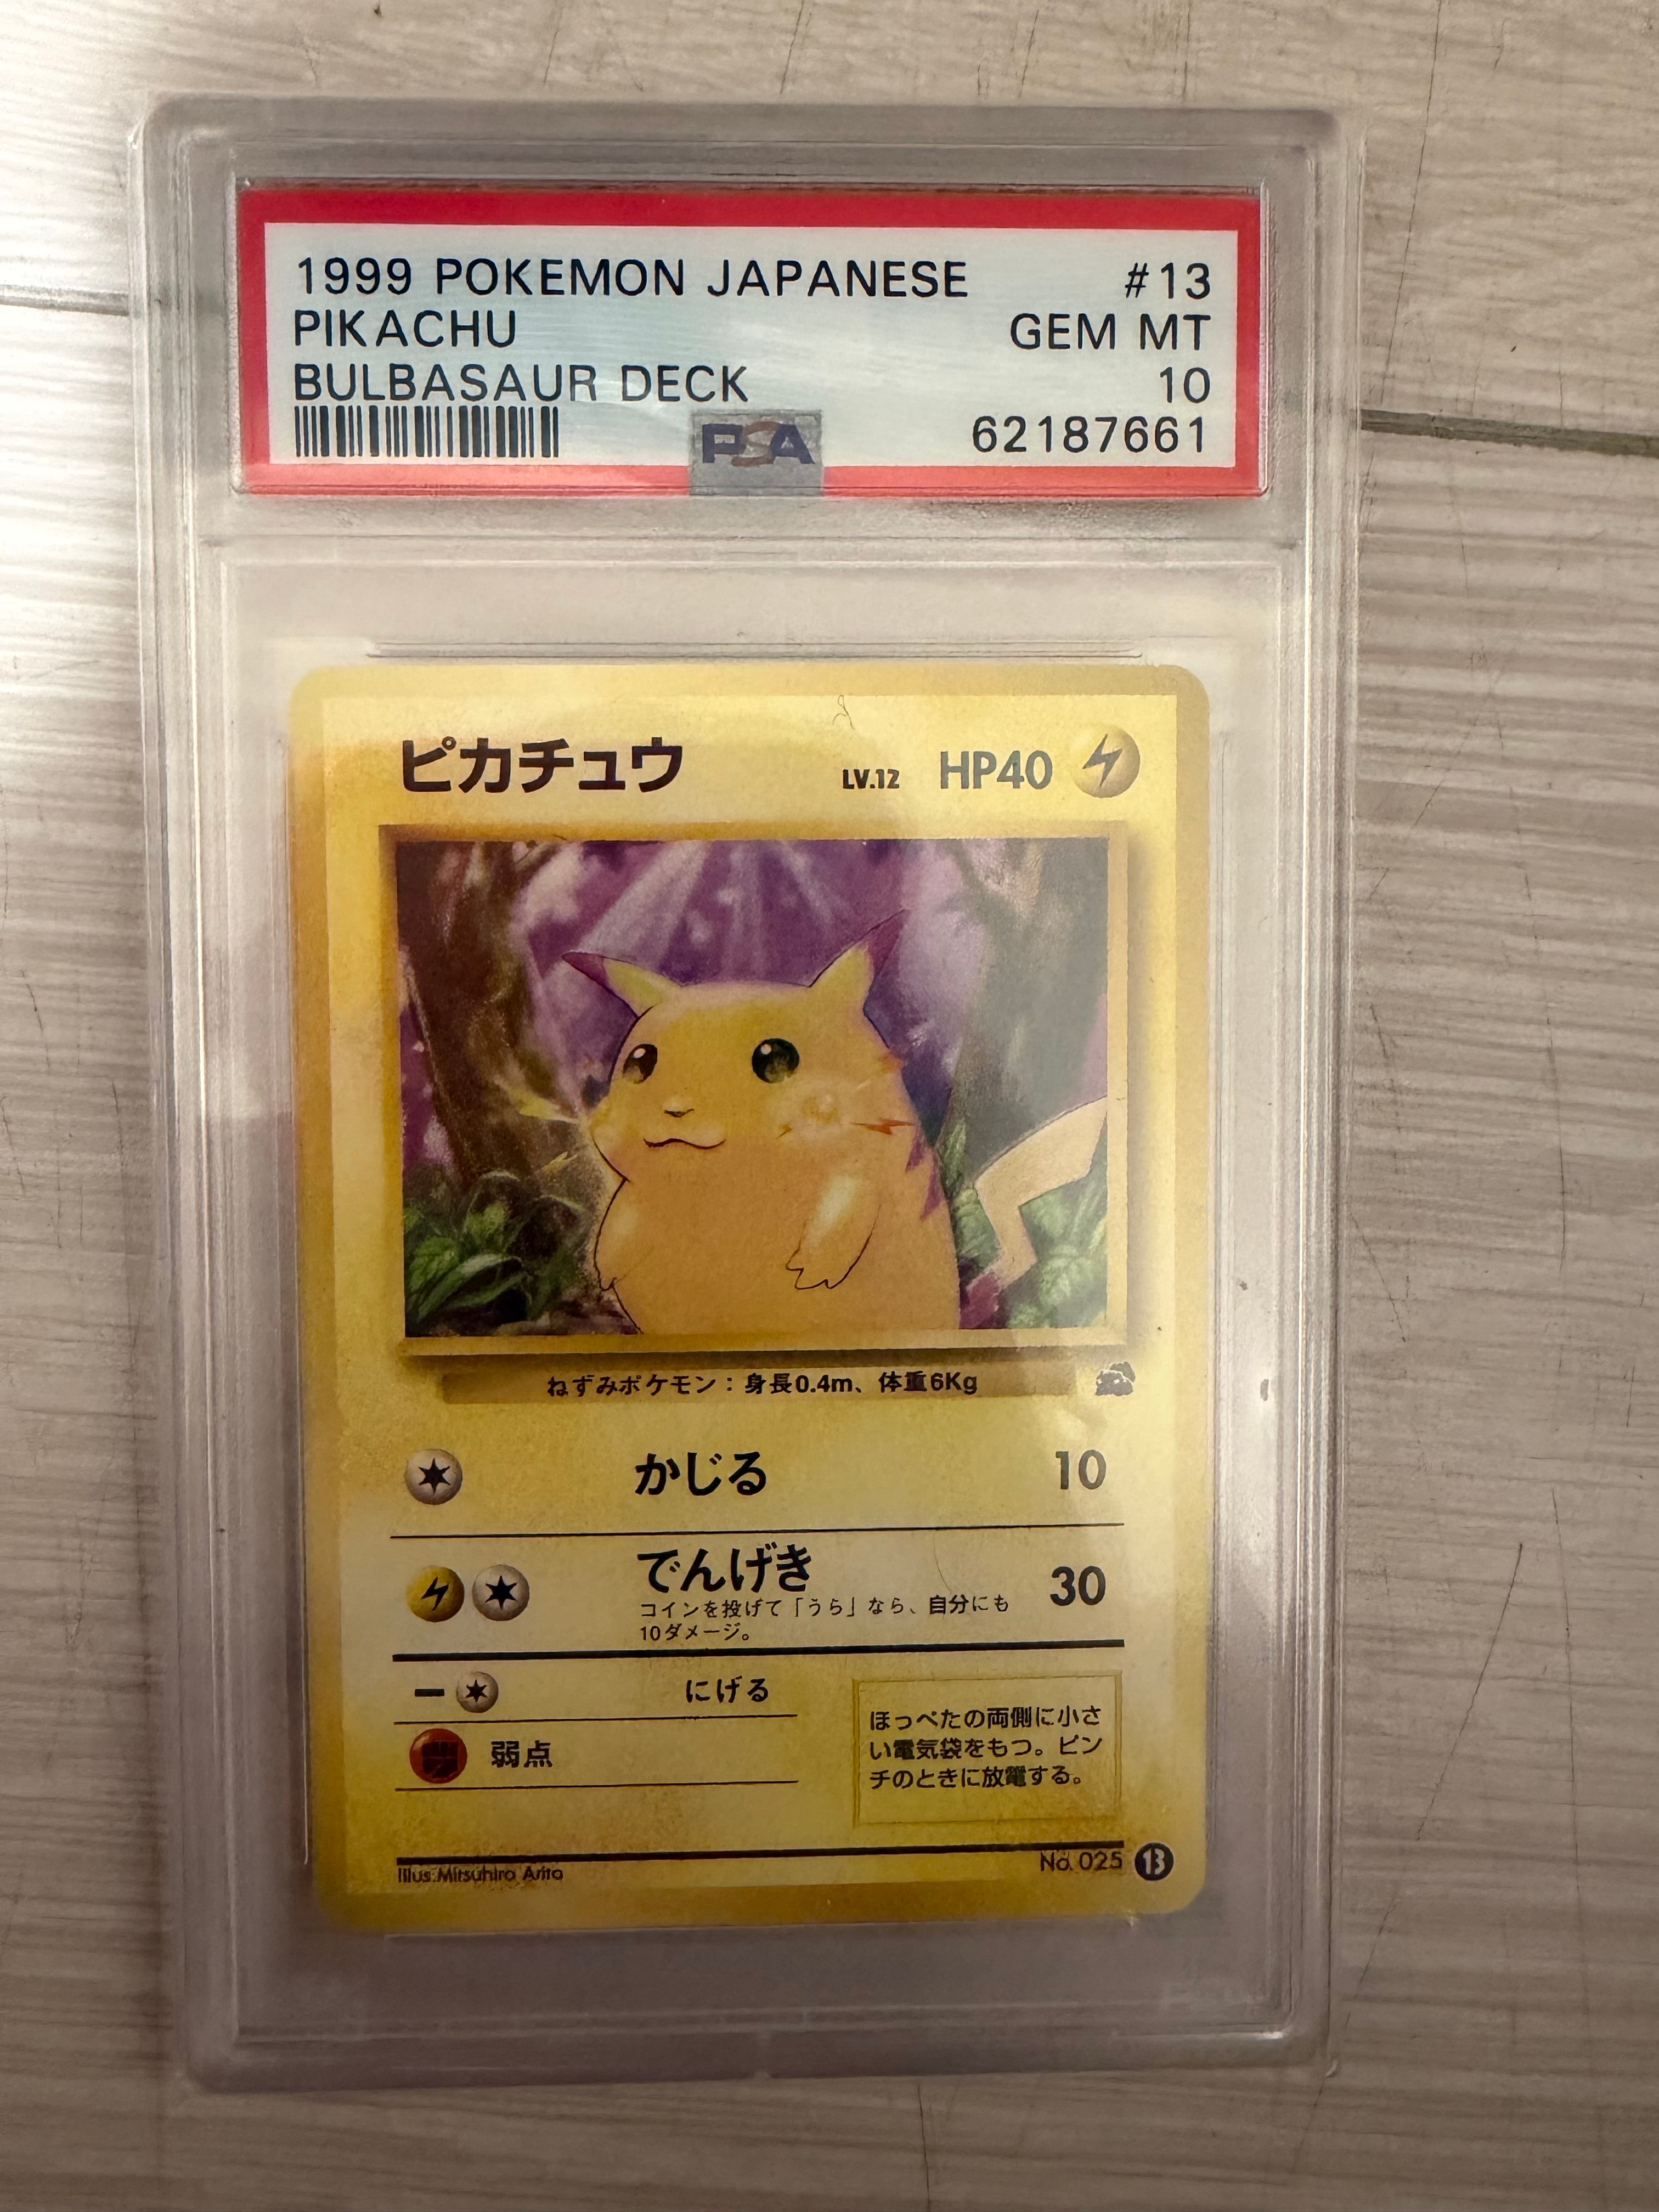 1999 POKEMON JAPANESE #13
PIKACHU GEM MT
BULBASAUR DECK 10
PSA 62187661
ピカチュウ LV.12 HP40
ねずみポケモン：身長0.4m、体重6Kg
かじる 10
でんげき 30
コインを投げて「うら」なら、自分にも
10ダメージ。
にげる
弱点
ほっぺたの両側に小さ
い電気袋をもつ。ピン
チのときに放電する。
Illus.Mitsuhiro Arita No. 025 13